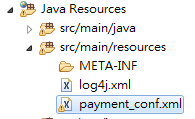 Java Resources
src/main/java
src/main/resources
META-INF
log4j.xml
payment_conf.xml